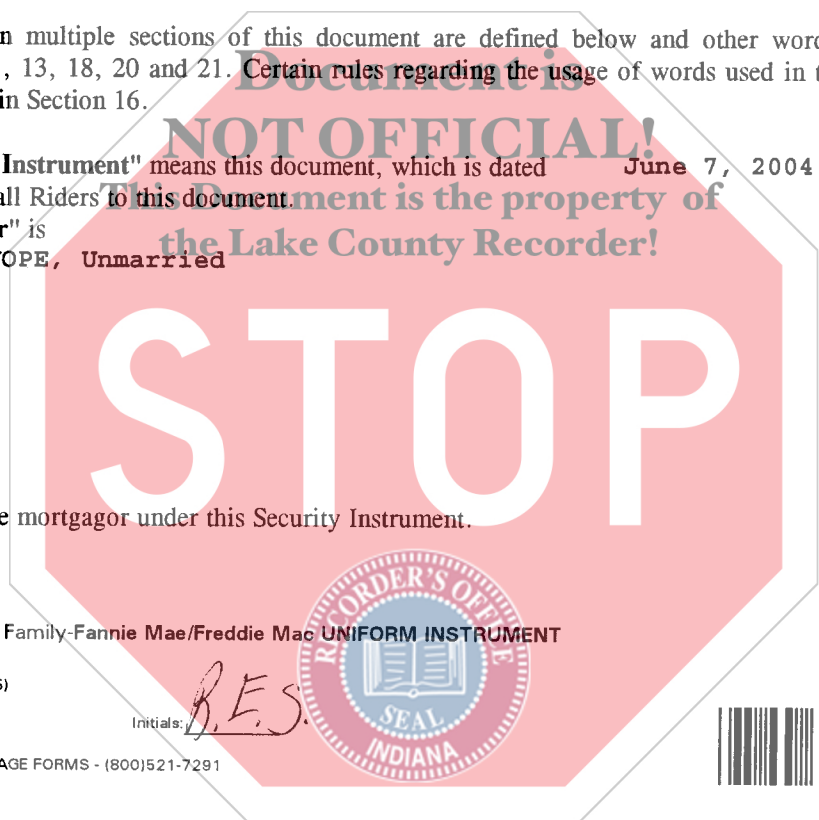 n multiple sections of this document are defined below and other word
, 13, 18, 20 and 21. Certain rules regarding the usage of words used in t
in Section 16.
Document is
NOT OFFICIAL!
This Document is the property of
the Lake County Recorder!
Instrument" means this document, which is dated June 7, 2004
all Riders to this document.
r" is
OPE, Unmarried
STOP
e mortgagor under this Security Instrument.
RECORDER'S OFFICE
SEAL
INDIANA
Family-Fannie Mae/Freddie Mac UNIFORM INSTRUMENT
Initials: R.E.S.
AGE FORMS - (800)521-7291